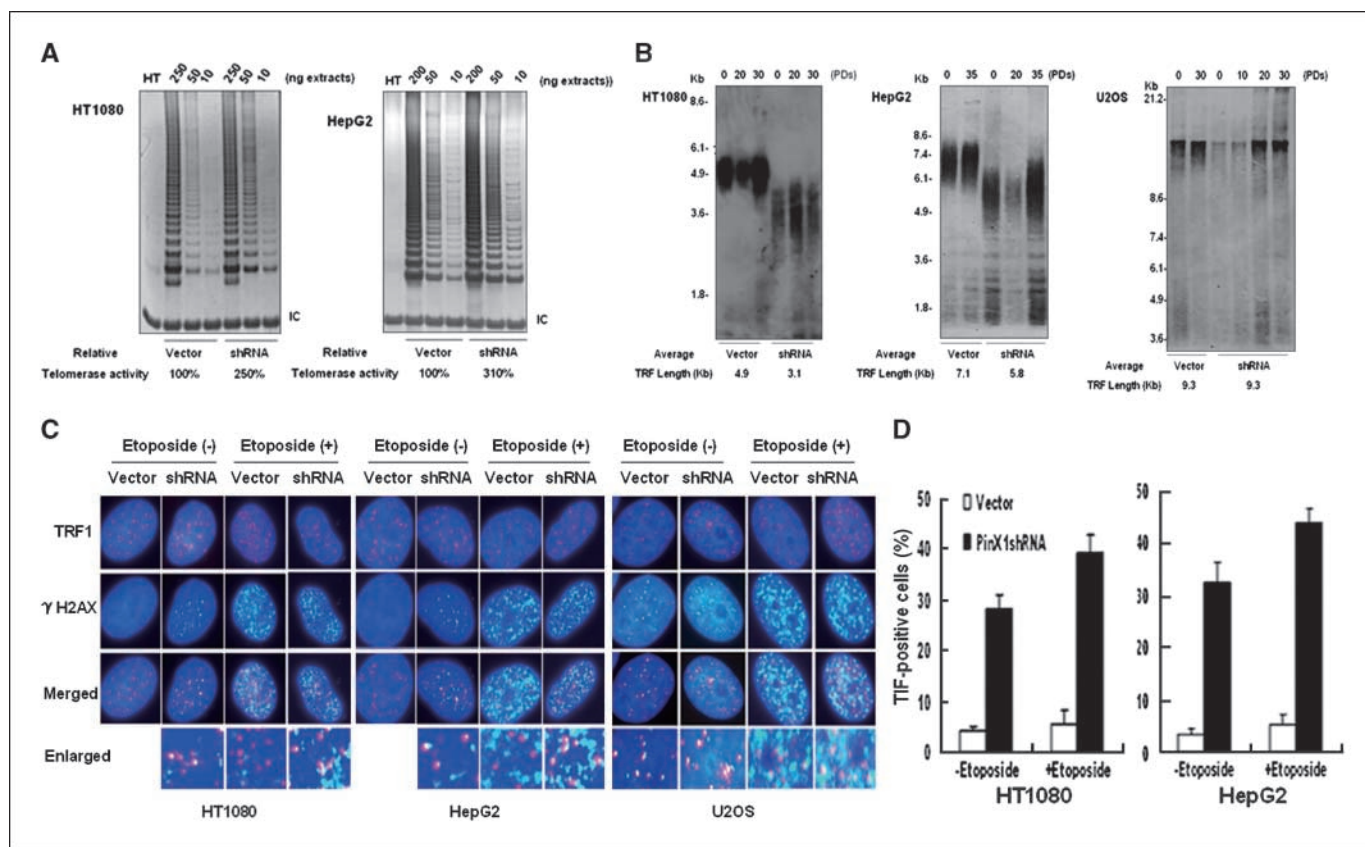 A
HT 250 50 10 250 50 10 (ng extracts)
HT1080
IC
Relative Vector shRNA
Telomerase activity 100% 250%
HT 200 50 10 200 50 10 (ng extracts))
HepG2
IC
Relative Vector shRNA
Telomerase activity 100% 310%
B
0 20 30 0 20 30 (PDs)
Kb
HT1080
8.6-
6.1-
4.9-
3.6-
1.8-
Average Vector shRNA
TRF Length (Kb) 4.9 3.1
Kb 0 35 0 20 35 (PDs)
HepG2
8.6-
7.4-
6.1-
4.9-
3.6-
1.8-
Average Vector shRNA
TRF Length (Kb) 7.1 5.8
0 30 0 10 20 30 (PDs)
Kb
21.2-
U2OS
8.6-
7.4-
6.1-
4.9-
3.6-
Average Vector shRNA
TRF Length (Kb) 9.3 9.3
C
Etoposide (-) Etoposide (+) Etoposide (-) Etoposide (+) Etoposide (-) Etoposide (+)
Vector shRNA Vector shRNA Vector shRNA Vector shRNA Vector shRNA Vector shRNA
TRF1
γ H2AX
Merged
Enlarged
HT1080 HepG2 U2OS
D
TIF-positive cells (%)
50
40
30
20
10
0
Vector
PinX1shRNA
-Etoposide +Etoposide
HT1080
50
40
30
20
10
0
-Etoposide +Etoposide
HepG2